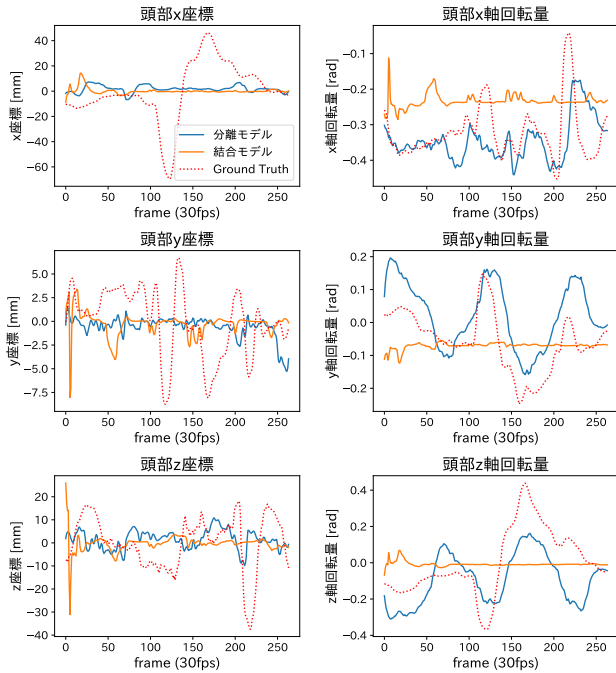 頭部x座標
x座標 [mm]
40
20
0
−20
−40
−60
分離モデル
結合モデル
Ground Truth
0 50 100 150 200 250
frame (30fps)
頭部x軸回転量
x軸回転量 [rad]
−0.1
−0.2
−0.3
−0.4
0 50 100 150 200 250
frame (30fps)
頭部y座標
y座標 [mm]
5.0
2.5
0.0
−2.5
−5.0
−7.5
0 50 100 150 200 250
frame (30fps)
頭部y軸回転量
y軸回転量 [rad]
0.2
0.1
0.0
−0.1
−0.2
0 50 100 150 200 250
frame (30fps)
頭部z座標
z座標 [mm]
20
10
0
−10
−20
−30
−40
0 50 100 150 200 250
frame (30fps)
頭部z軸回転量
z軸回転量 [rad]
0.4
0.2
0.0
−0.2
−0.4
0 50 100 150 200 250
frame (30fps)